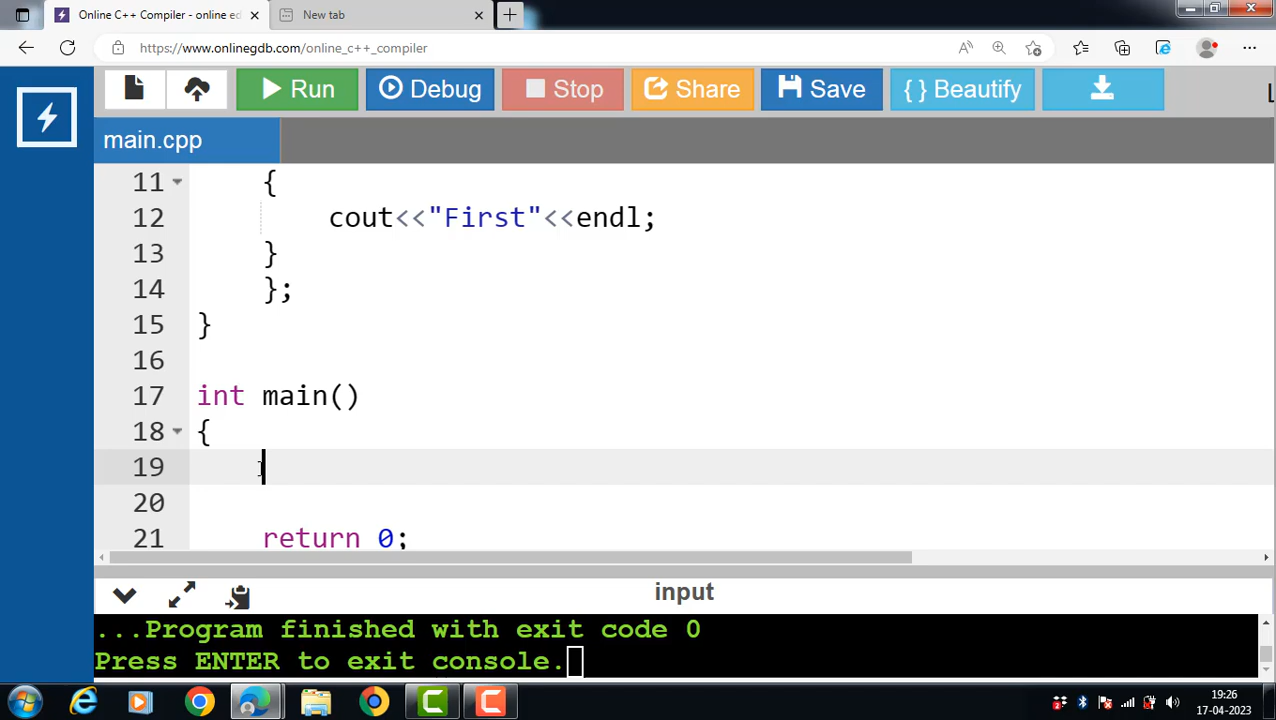 Online C++ Compiler - online ed
New tab
https://www.onlinegdb.com/online_c++_compiler
Run
Debug
Stop
Share
Save
{ } Beautify
main.cpp
11 {
12 cout<<"First"<<endl;
13 }
14 };
15 }
16
17 int main()
18 {
19
20
21 return 0;
input
...Program finished with exit code 0
Press ENTER to exit console.
19:26
17-04-2023